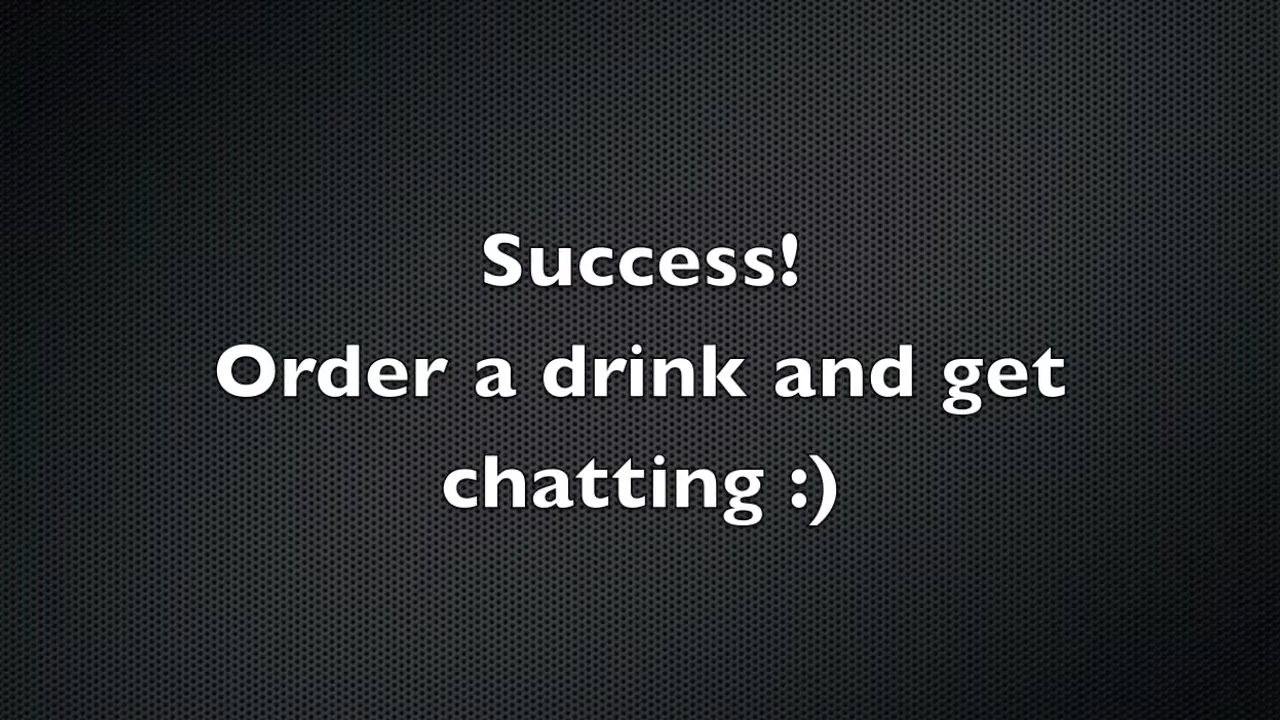 Success!
Order a drink and get
chatting :)